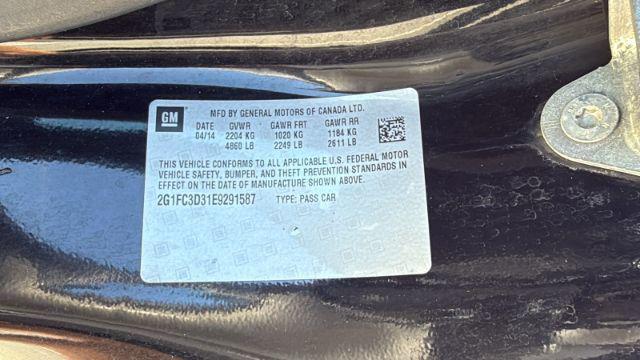 GM
MFD BY GENERAL MOTORS OF CANADA LTD.
DATE GVWR GAWR FRT GAWR RR
04/14 2204 KG 1020 KG 1184 KG
4860 LB 2249 LB 2611 LB
THIS VEHICLE CONFORMS TO ALL APPLICABLE U.S. FEDERAL MOTOR
VEHICLE SAFETY, BUMPER, AND THEFT PREVENTION STANDARDS IN
EFFECT ON THE DATE OF MANUFACTURE SHOWN ABOVE.
2G1FC3D31E9291587 TYPE: PASS CAR